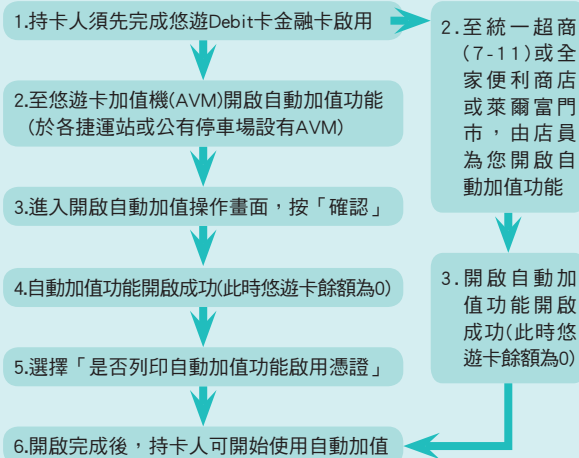 1.持卡人須先完成悠遊Debit卡金融卡啟用
2.至悠遊卡加值機(AVM)開啟自動加值功能
(於各捷運站或公有停車場設有AVM)
3.進入開啟自動加值操作畫面，按「確認」
4.自動加值功能開啟成功(此時悠遊卡餘額為0)
5.選擇「是否列印自動加值功能啟用憑證」
6.開啟完成後，持卡人可開始使用自動加值
2.至統一超商
(7-11)或全
家便利商店
或萊爾富門
市，由店員
為您開啟自
動加值功能
3.開啟自動加
值功能開啟
成功(此時悠
遊卡餘額為0)